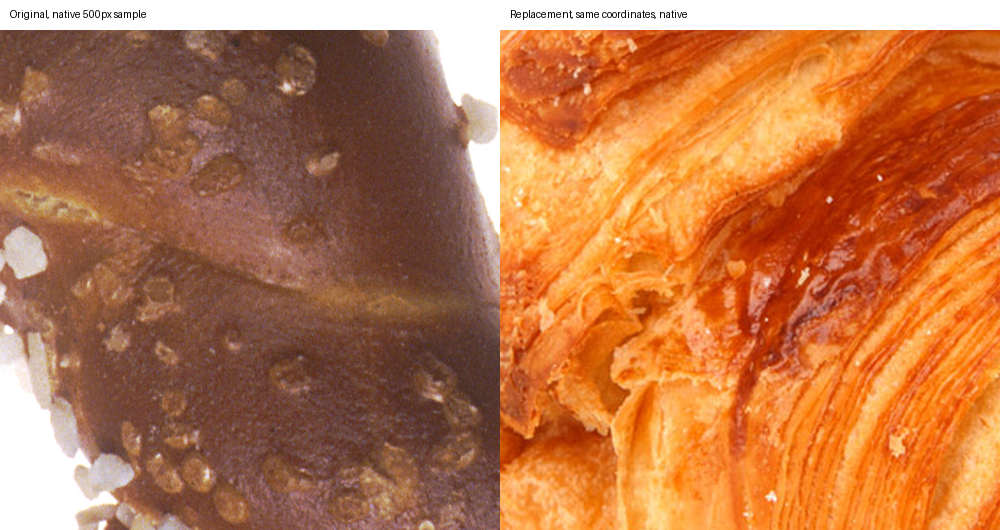 Original, native 500px sample
Replacement, same coordinates, native